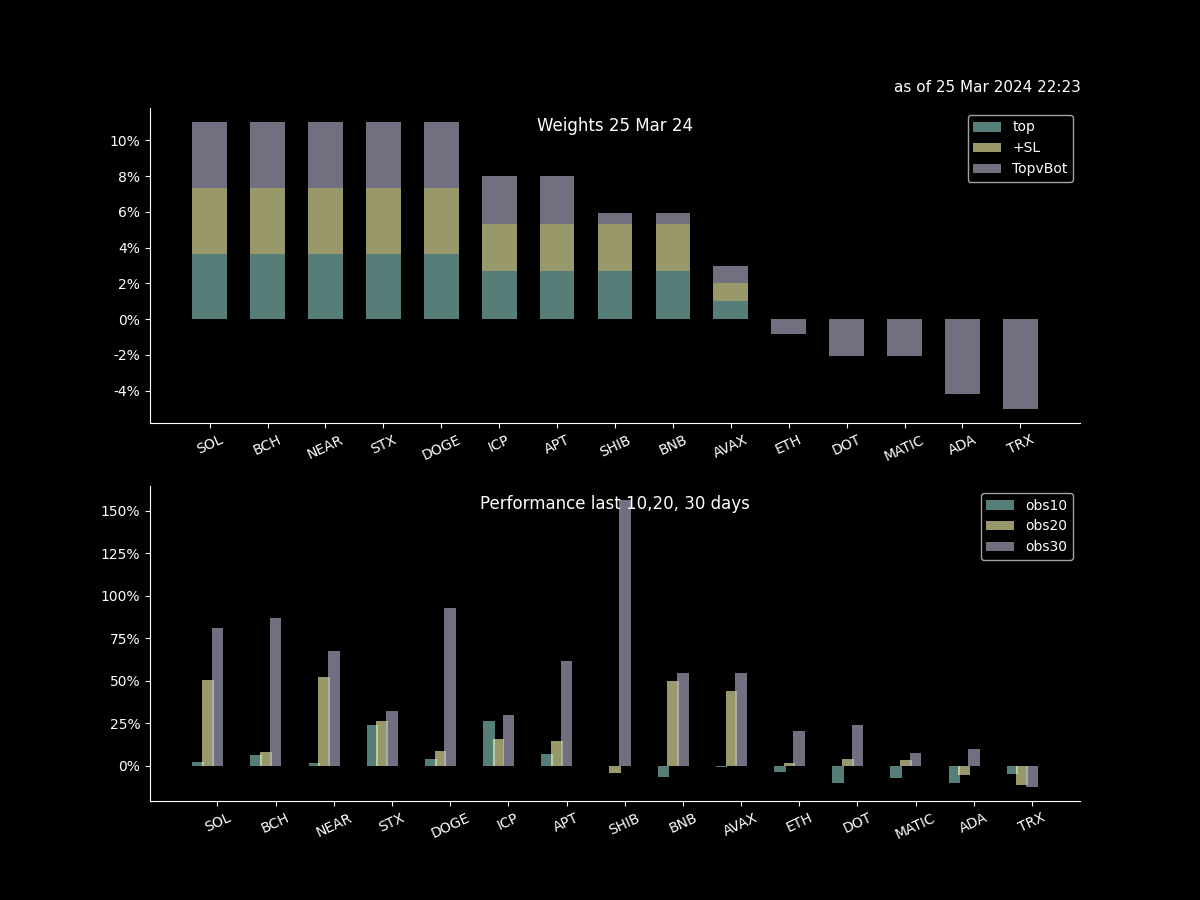 as of 25 Mar 2024 22:23
Weights 25 Mar 24
top
+SL
TopvBot
10%
8%
6%
4%
2%
0%
-2%
-4%
SOL BCH NEAR STX DOGE ICP APT SHIB BNB AVAX ETH DOT MATIC ADA TRX
Performance last 10,20, 30 days
obs10
obs20
obs30
150%
125%
100%
75%
50%
25%
0%
SOL BCH NEAR STX DOGE ICP APT SHIB BNB AVAX ETH DOT MATIC ADA TRX